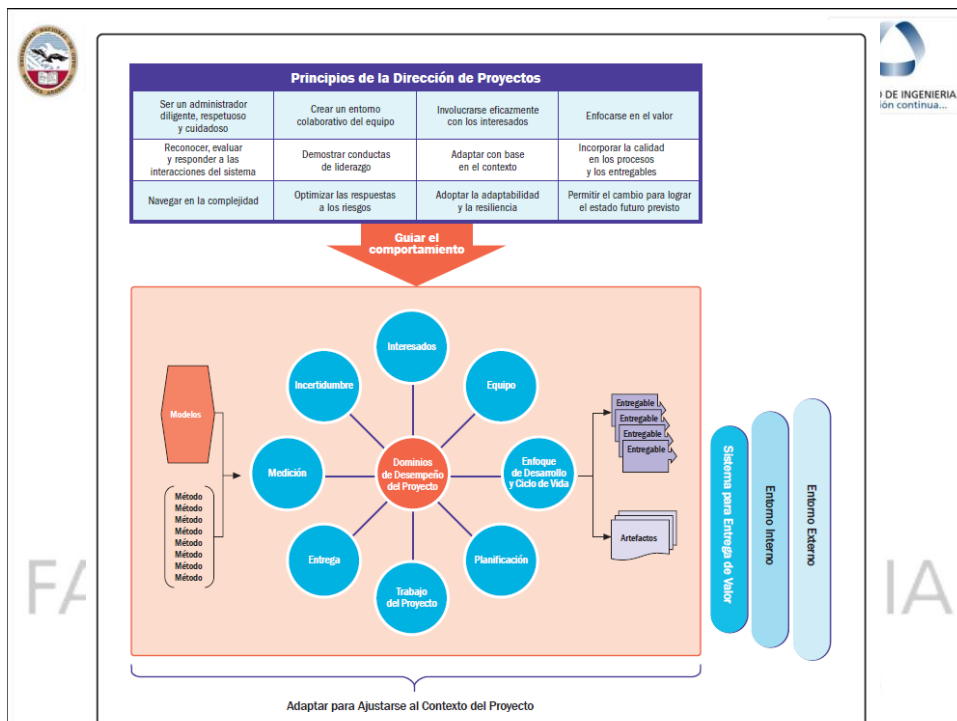 Principios de la Dirección de Proyectos
Ser un administrador
diligente, respetuoso
y cuidadoso
Crear un entorno
colaborativo del equipo
Involucrarse eficazmente
con los interesados
Enfocarse en el valor
Reconocer, evaluar
y responder a las
interacciones del sistema
Demostrar conductas
de liderazgo
Adaptar con base
en el contexto
Incorporar la calidad
en los procesos
y los entregables
Navegar en la complejidad
Optimizar las respuestas
a los riesgos
Adoptar la adaptabilidad
y la resiliencia
Permitir el cambio para lograr
el estado futuro previsto
O DE INGENIERIA
ión continua...
Guiar el
comportamiento
Interesados
Incertidumbre
Equipo
Modelos
Medición
Dominios
de Desempeño
del Proyecto
Enfoque
de Desarrollo
y Ciclo de Vida
Entregable
Entregable
Entregable
Entregable
Método
Método
Método
Método
Método
Método
Método
Método
Entrega
Trabajo
del Proyecto
Planificación
Artefactos
Sistema para Entrega de Valor
Entorno Interno
Entorno Externo
FA
IA
Adaptar para Ajustarse al Contexto del Proyecto